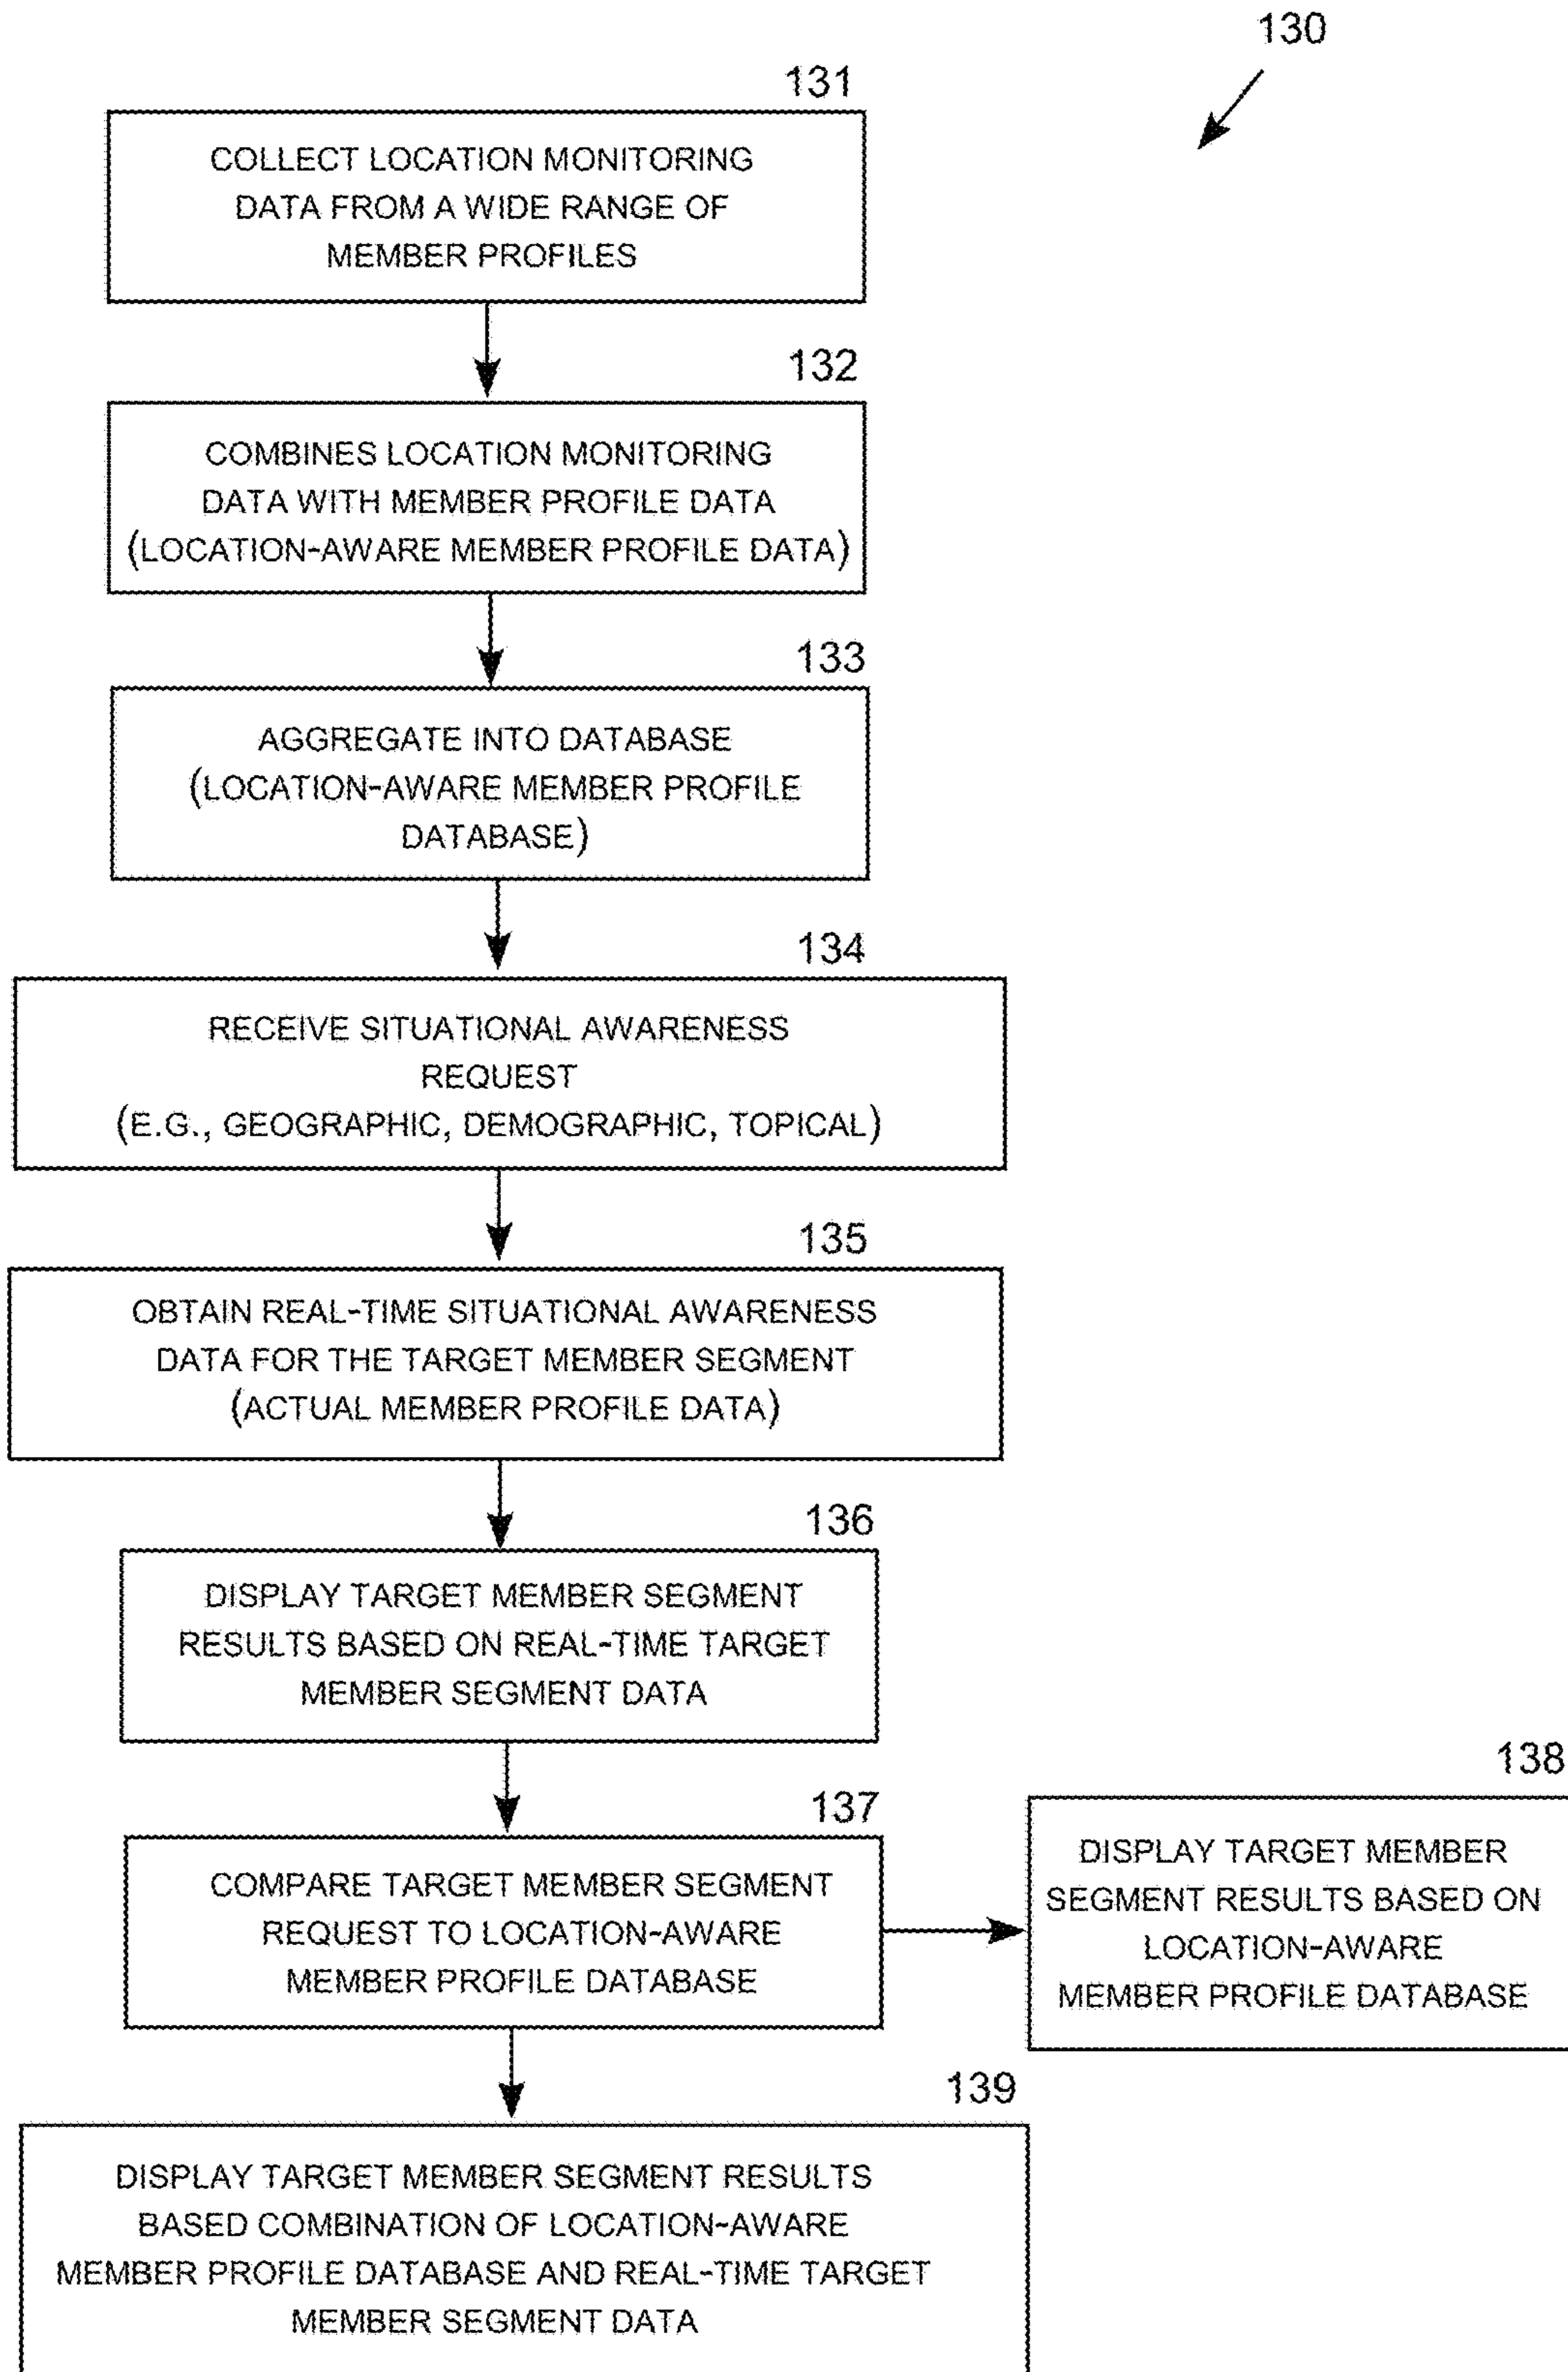 130
131
COLLECT LOCATION MONITORING
DATA FROM A WIDE RANGE OF
MEMBER PROFILES
132
COMBINES LOCATION MONITORING
DATA WITH MEMBER PROFILE DATA
(LOCATION-AWARE MEMBER PROFILE DATA)
133
AGGREGATE INTO DATABASE
(LOCATION-AWARE MEMBER PROFILE
DATABASE)
134
RECEIVE SITUATIONAL AWARENESS
REQUEST
(E.G., GEOGRAPHIC, DEMOGRAPHIC, TOPICAL)
135
OBTAIN REAL-TIME SITUATIONAL AWARENESS
DATA FOR THE TARGET MEMBER SEGMENT
(ACTUAL MEMBER PROFILE DATA)
136
DISPLAY TARGET MEMBER SEGMENT
RESULTS BASED ON REAL-TIME TARGET
MEMBER SEGMENT DATA
137
COMPARE TARGET MEMBER SEGMENT
REQUEST TO LOCATION-AWARE
MEMBER PROFILE DATABASE
138
DISPLAY TARGET MEMBER
SEGMENT RESULTS BASED ON
LOCATION-AWARE
MEMBER PROFILE DATABASE
139
DISPLAY TARGET MEMBER SEGMENT RESULTS
BASED COMBINATION OF LOCATION-AWARE
MEMBER PROFILE DATABASE AND REAL-TIME TARGET
MEMBER SEGMENT DATA